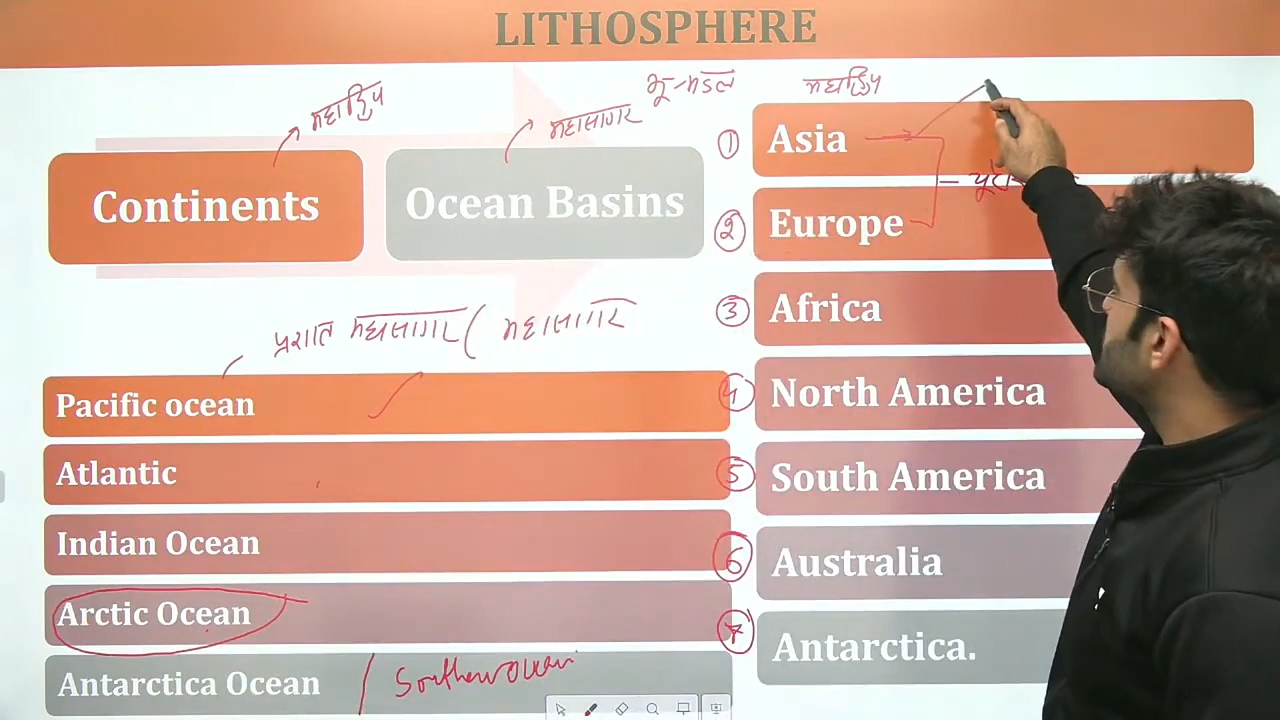 LITHOSPHERE
भू-मडल
महाद्विप
महाद्विप
महासागर
Continents
Ocean Basins
प्रशात महासागर ( महासागर
Pacific ocean
Atlantic
Indian Ocean
Arctic Ocean
Antarctica Ocean / Southern ocean
① Asia
② Europe
③ Africa
④ North America
⑤ South America
⑥ Australia
⑦ Antarctica.